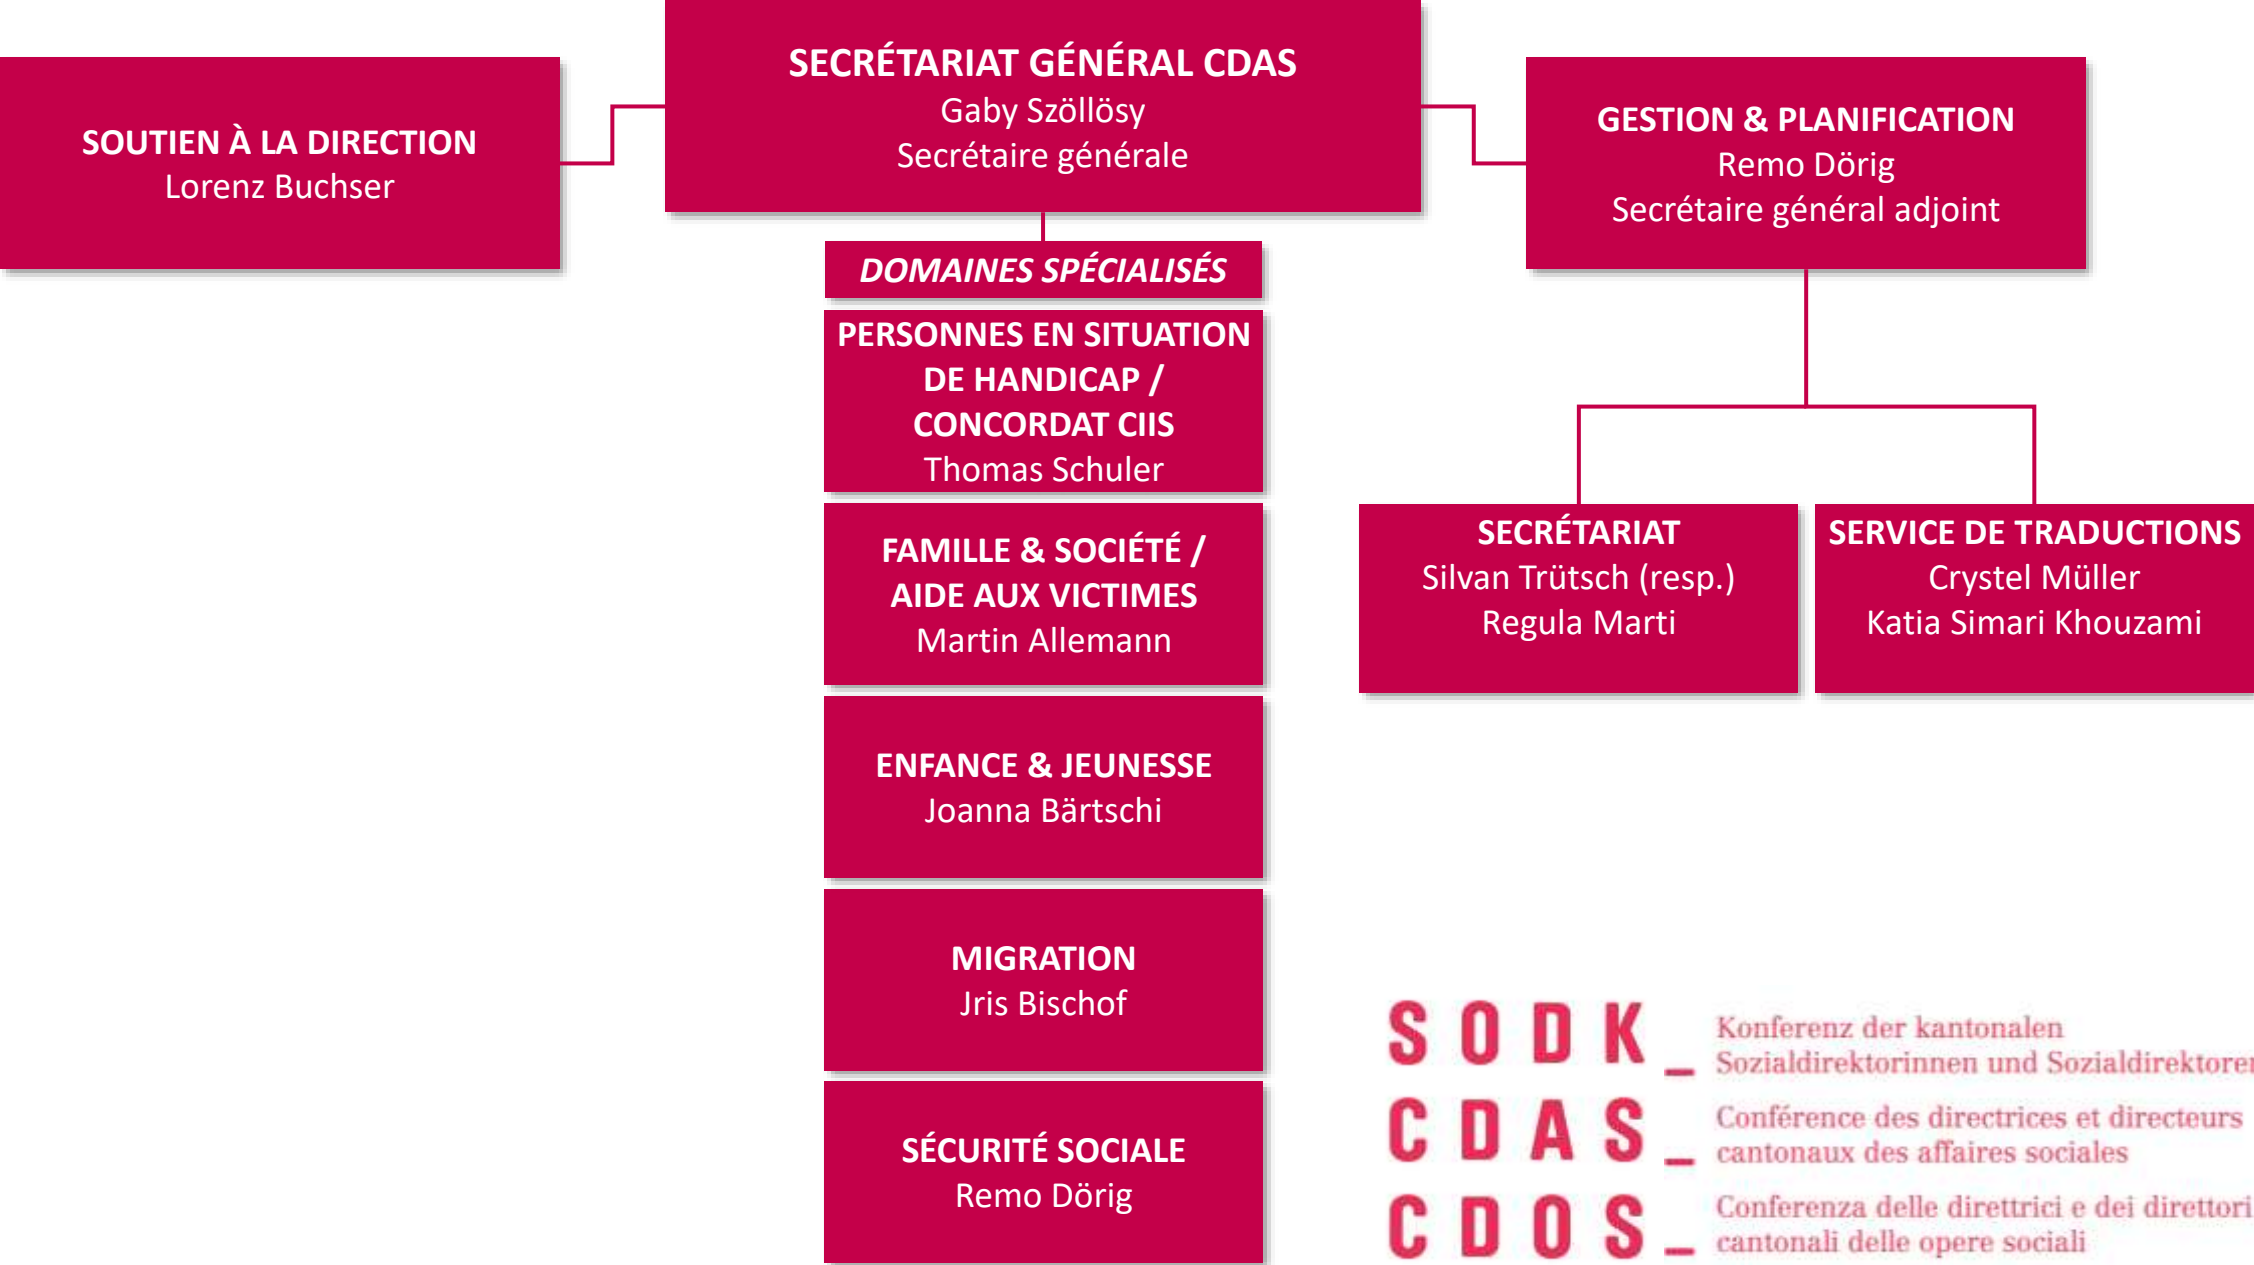 SECRÉTARIAT GÉNÉRAL CDAS
Gaby Szöllösy
Secrétaire générale
SOUTIEN À LA DIRECTION
Lorenz Buchser
GESTION & PLANIFICATION
Remo Dörig
Secrétaire général adjoint
DOMAINES SPÉCIALISÉS
PERSONNES EN SITUATION
DE HANDICAP /
CONCORDAT CIIS
Thomas Schuler
FAMILLE & SOCIÉTÉ /
AIDE AUX VICTIMES
Martin Allemann
ENFANCE & JEUNESSE
Joanna Bärtschi
MIGRATION
Jris Bischof
SÉCURITÉ SOCIALE
Remo Dörig
SECRÉTARIAT
Silvan Trütsch (resp.)
Regula Marti
SERVICE DE TRADUCTIONS
Crystel Müller
Katia Simari Khouzami
SODK_
Konferenz der kantonalen
Sozialdirektorinnen und Sozialdirektoren
CDAS_
Conférence des directrices et directeurs
cantonaux des affaires sociales
CDOS_
Conferenza delle direttrici e dei direttori
cantonali delle opere sociali